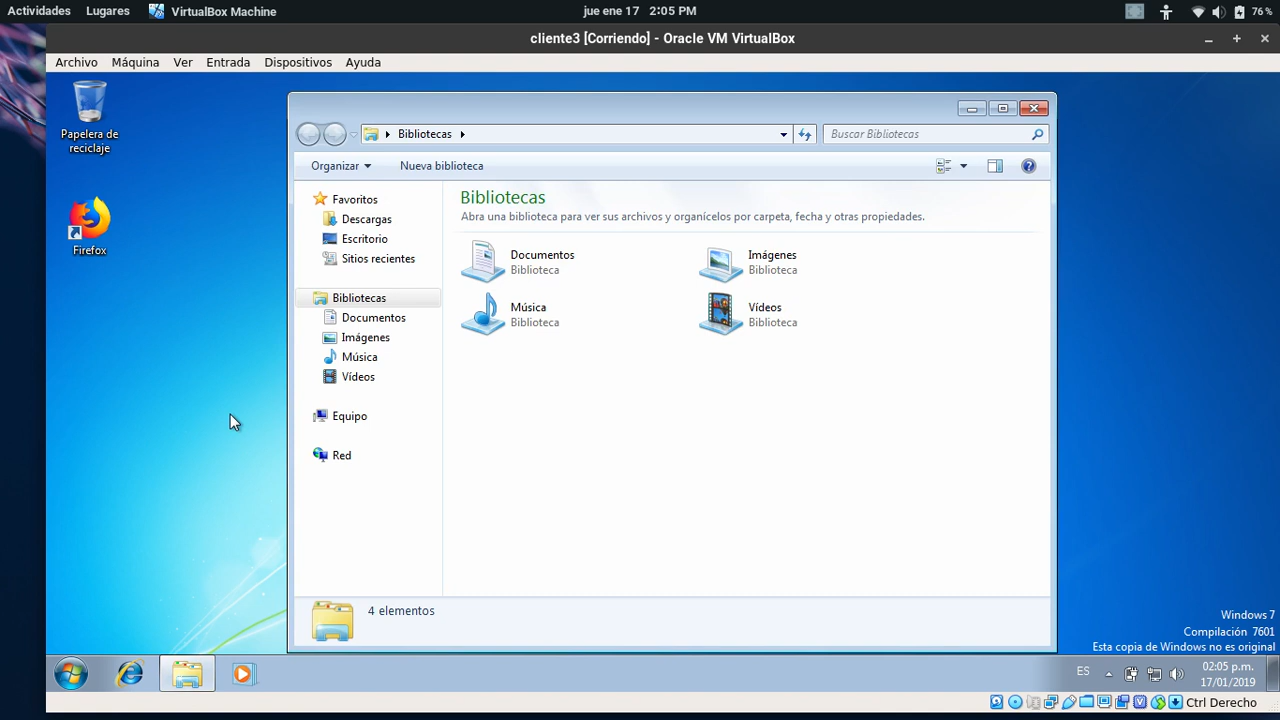 Actividades Lugares VirtualBox Machine jue ene 17 2:05 PM 76 %
cliente3 [Corriendo] - Oracle VM VirtualBox
Archivo Máquina Ver Entrada Dispositivos Ayuda
Papelera de
reciclaje
Firefox
Bibliotecas
Buscar Bibliotecas
Organizar Nueva biblioteca
Favoritos
Descargas
Escritorio
Sitios recientes
Bibliotecas
Documentos
Imágenes
Música
Vídeos
Equipo
Red
Bibliotecas
Abra una biblioteca para ver sus archivos y organícelos por carpeta, fecha y otras propiedades.
Documentos
Biblioteca
Imágenes
Biblioteca
Música
Biblioteca
Vídeos
Biblioteca
4 elementos
Windows 7
Compilación 7601
Esta copia de Windows no es original
ES
02:05 p.m.
17/01/2019
Ctrl Derecho